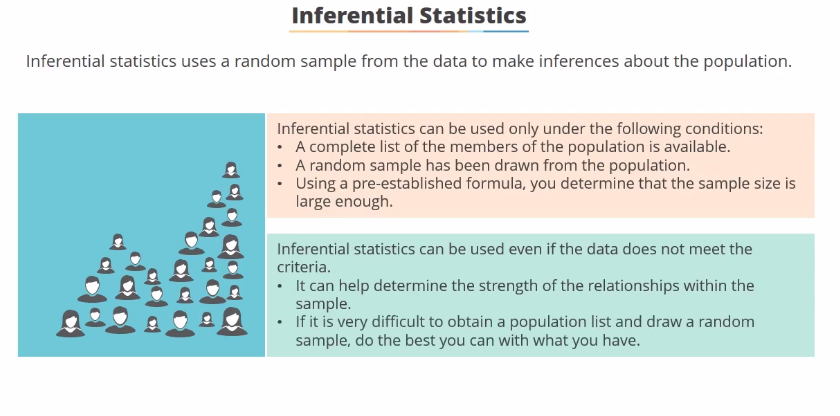 Inferential Statistics
Inferential statistics uses a random sample from the data to make inferences about the population.
Inferential statistics can be used only under the following conditions:
• A complete list of the members of the population is available.
• A random sample has been drawn from the population.
• Using a pre-established formula, you determine that the sample size is
large enough.
Inferential statistics can be used even if the data does not meet the
criteria.
• It can help determine the strength of the relationships within the
sample.
• If it is very difficult to obtain a population list and draw a random
sample, do the best you can with what you have.